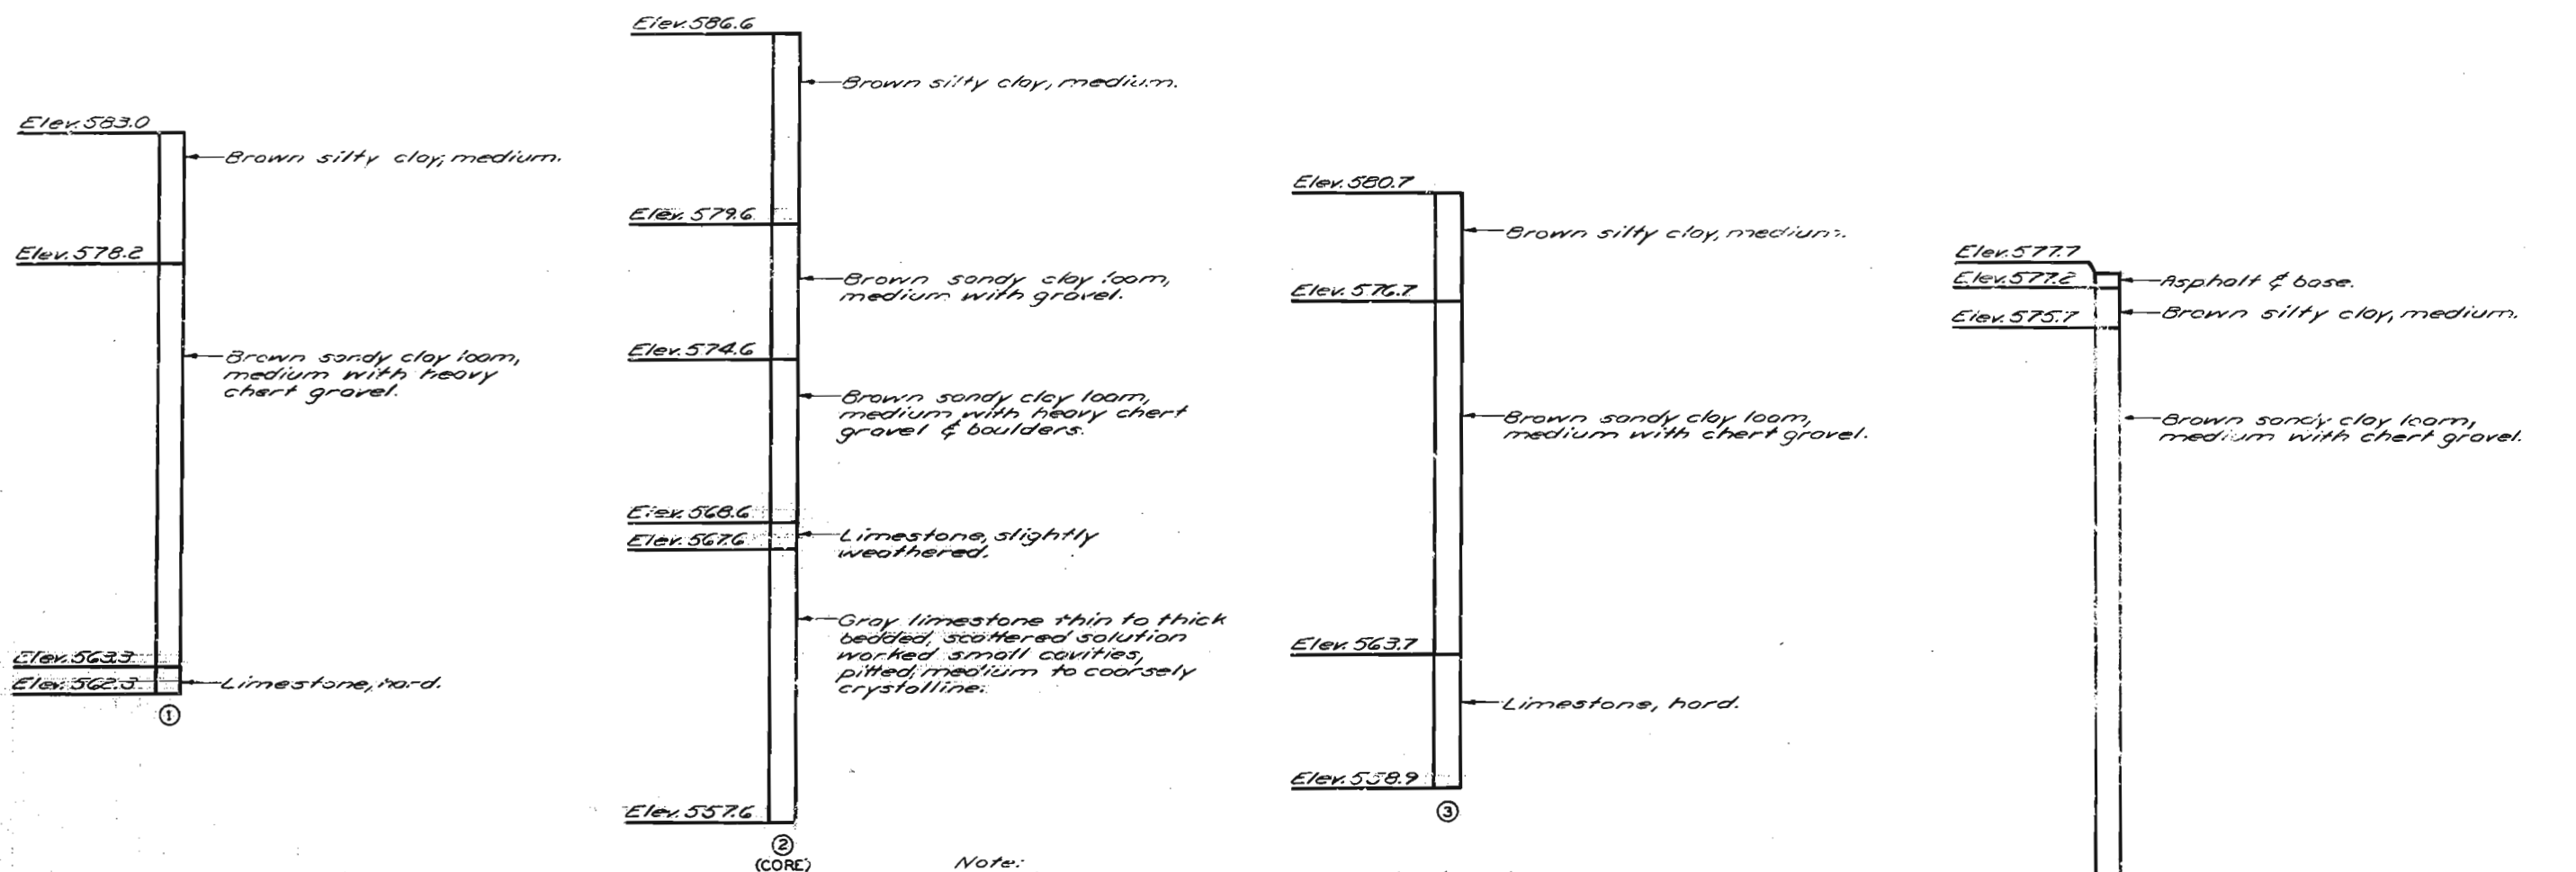 Elev. 583.0
Brown silty clay, medium.
Elev. 578.2
Brown sandy clay loam,
medium with heavy
chert gravel.
Elev. 563.3
Elev. 562.3
Limestone, hard.
1
Elev. 586.6
Brown silty clay, medium.
Elev. 579.6
Brown sandy clay loam,
medium with gravel.
Elev. 574.6
Brown sandy clay loam,
medium with heavy chert
gravel & boulders.
Elev. 568.6
Limestone, slightly
weathered.
Elev. 567.6
Gray limestone thin to thick
bedded, scattered solution
worked small cavities,
pitted, medium to coarsely
crystalline.
Elev. 557.6
2
(CORE)
Note:
Elev. 580.7
Brown silty clay, medium.
Elev. 576.7
Brown sandy clay loam,
medium with chert gravel.
Elev. 563.7
Limestone, hard.
Elev. 558.9
3
Elev. 577.7
Elev. 577.2
Asphalt & base.
Brown silty clay, medium.
Elev. 575.7
Brown sandy clay loam,
medium with chert gravel.